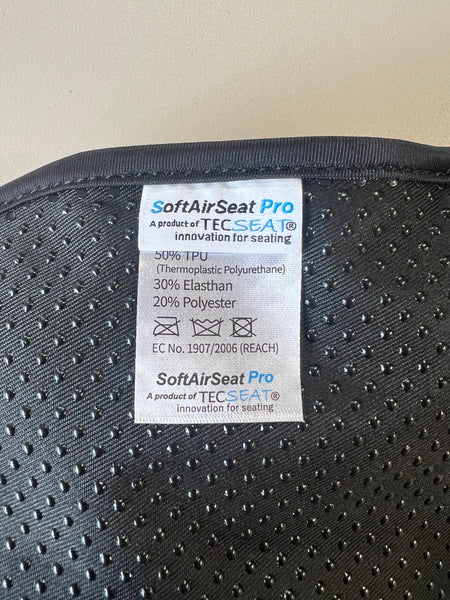 SoftAirSeat Pro
A product of TECSEAT®
innovation for seating
50% TPU
(Thermoplastic Polyurethane)
30% Elasthan
20% Polyester
EC No. 1907/2006 (REACH)
SoftAirSeat Pro
A product of TECSEAT®
innovation for seating